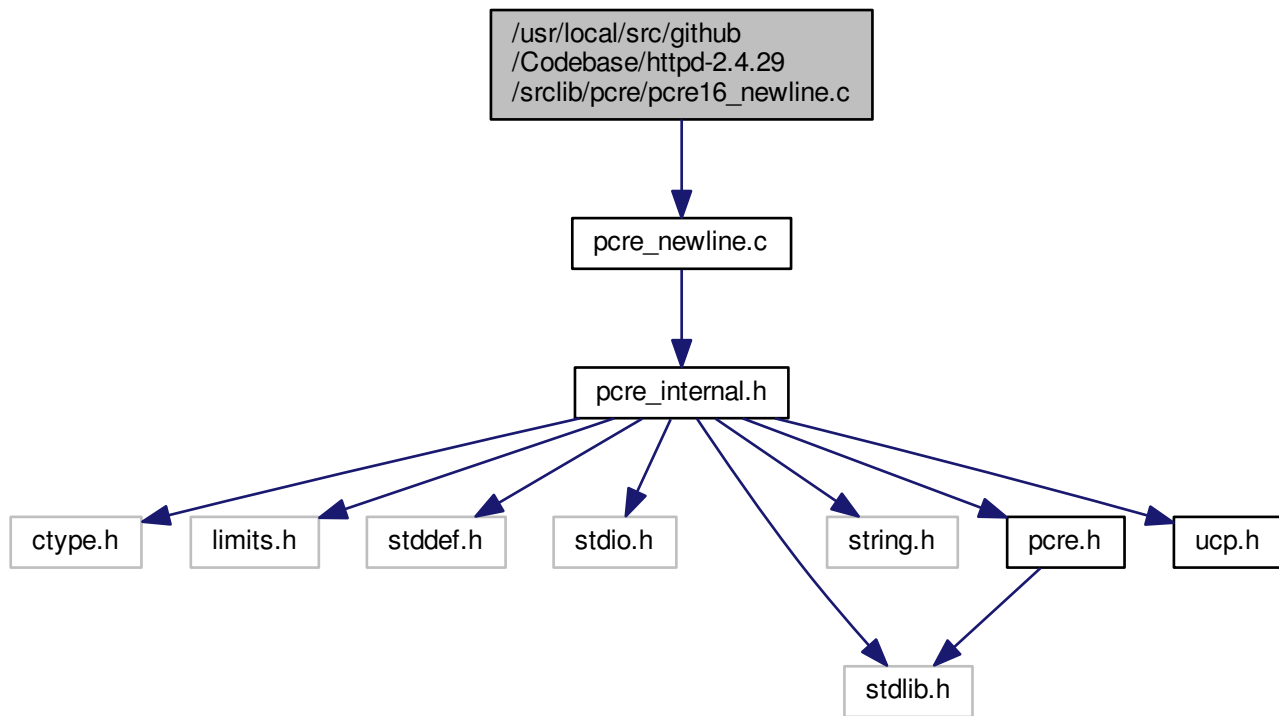 /usr/local/src/github
/Codebase/httpd-2.4.29
/srclib/pcre/pcre16_newline.c
pcre_newline.c
pcre_internal.h
ctype.h
limits.h
stddef.h
stdio.h
string.h
pcre.h
ucp.h
stdlib.h